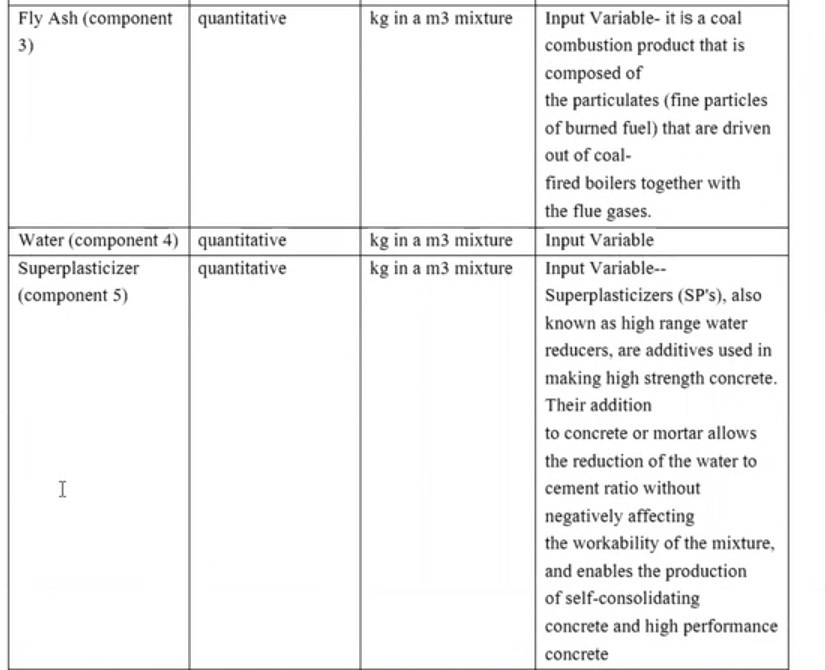 Fly Ash (component 3)
quantitative
kg in a m3 mixture
Input Variable- it is a coal
combustion product that is
composed of
the particulates (fine particles
of burned fuel) that are driven
out of coal-
fired boilers together with
the flue gases.
Water (component 4)
quantitative
kg in a m3 mixture
Input Variable
Superplasticizer
(component 5)
quantitative
kg in a m3 mixture
Input Variable--
Superplasticizers (SP's), also
known as high range water
reducers, are additives used in
making high strength concrete.
Their addition
to concrete or mortar allows
the reduction of the water to
cement ratio without
negatively affecting
the workability of the mixture,
and enables the production
of self-consolidating
concrete and high performance
concrete